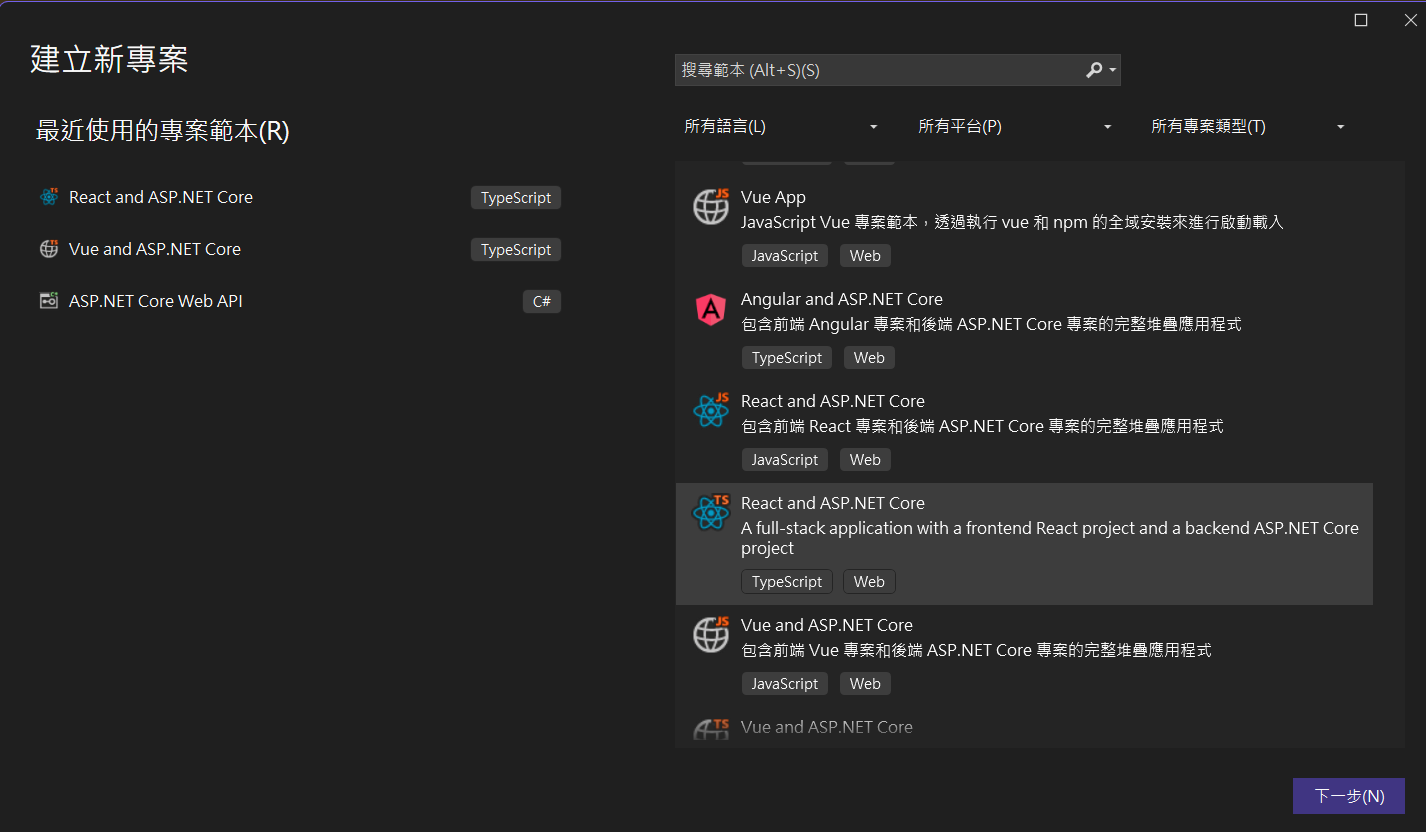 建立新專案
最近使用的專案範本(R)
React and ASP.NET Core
TypeScript
Vue and ASP.NET Core
TypeScript
ASP.NET Core Web API
C#
搜尋範本 (Alt+S)(S)
所有語言(L)
所有平台(P)
所有專案類型(T)
JS
Vue App
JavaScript Vue 專案範本，透過執行 vue 和 npm 的全域安裝來進行啟動載入
JavaScript
Web
Angular and ASP.NET Core
包含前端 Angular 專案和後端 ASP.NET Core 專案的完整堆疊應用程式
TypeScript
Web
JS
React and ASP.NET Core
包含前端 React 專案和後端 ASP.NET Core 專案的完整堆疊應用程式
JavaScript
Web
TS
React and ASP.NET Core
A full-stack application with a frontend React project and a backend ASP.NET Core
project
TypeScript
Web
JS
Vue and ASP.NET Core
包含前端 Vue 專案和後端 ASP.NET Core 專案的完整堆疊應用程式
JavaScript
Web
TS
Vue and ASP.NET Core
下一步(N)